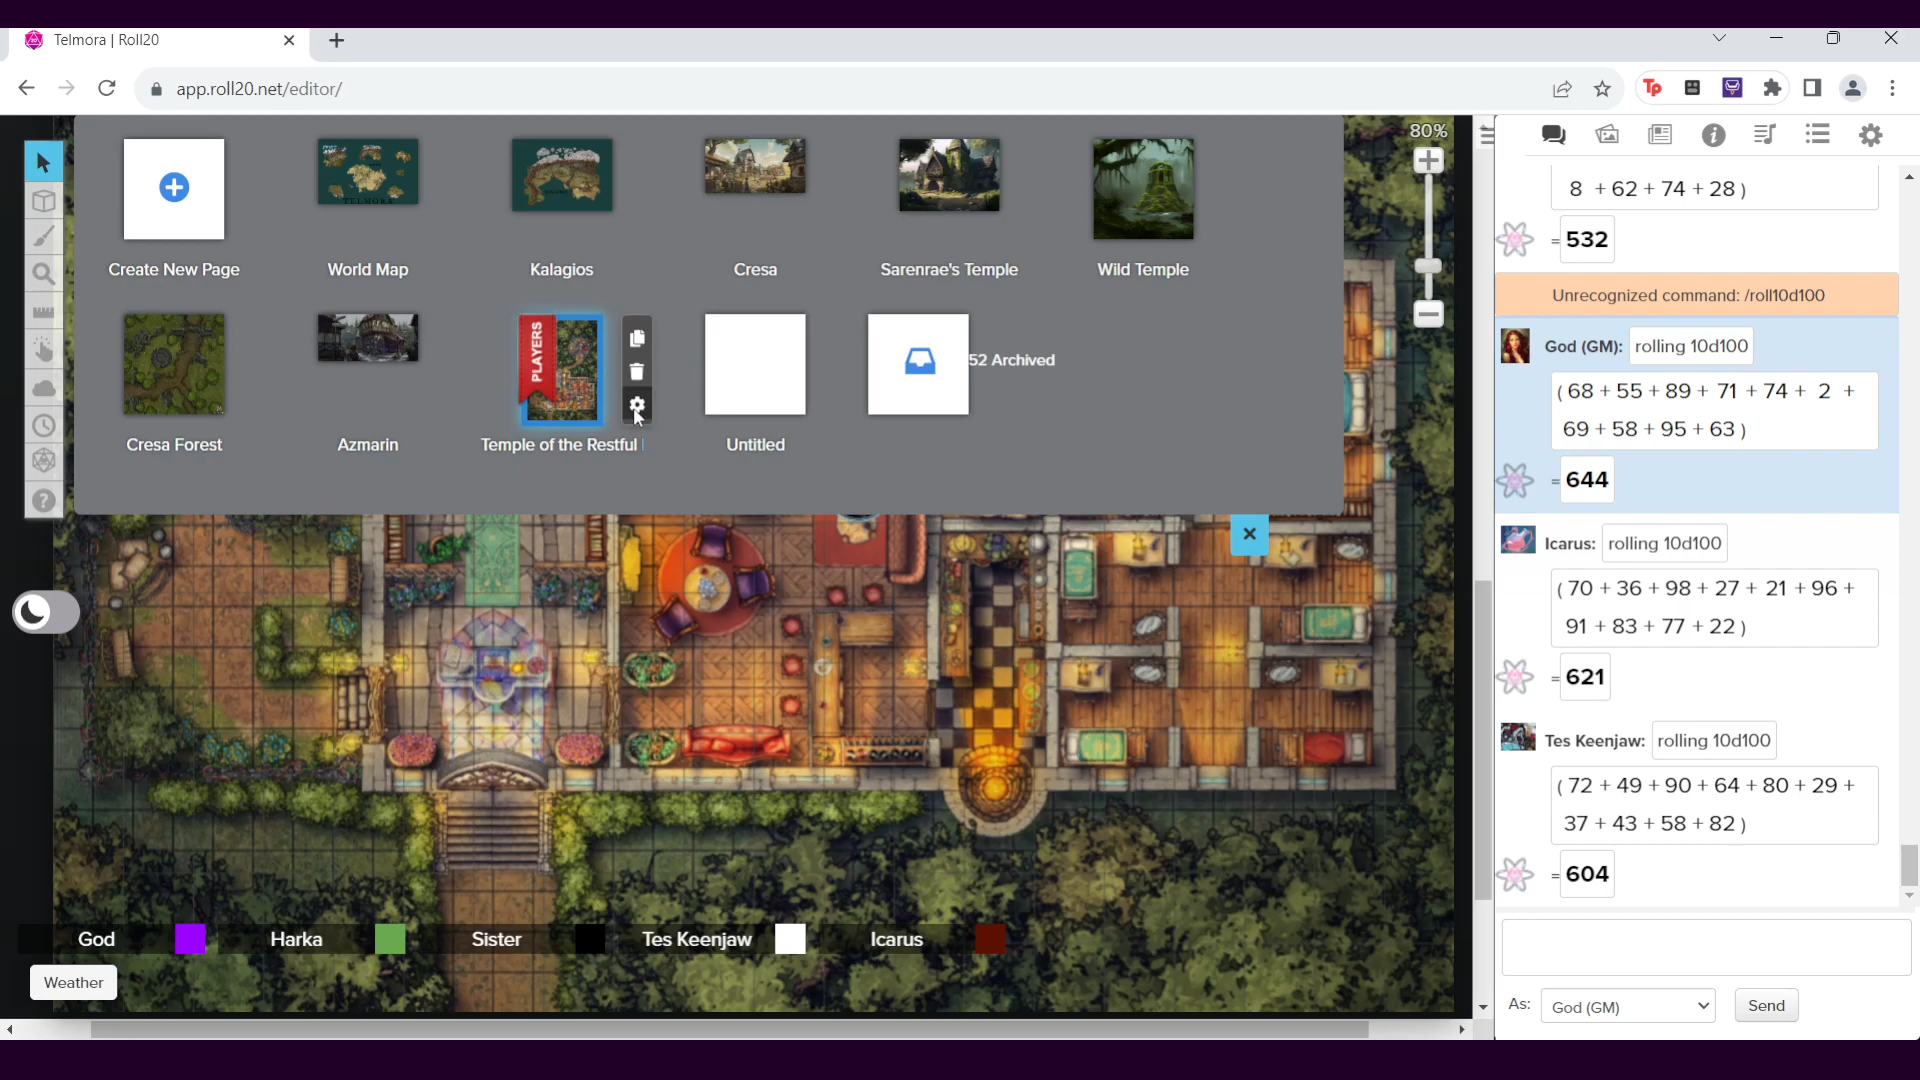 Telmora | Roll20
app.roll20.net/editor/
Tp
80%
Create New Page
World Map
Kalagios
Cresa
Sarenrae's Temple
Wild Temple
TELMORA
PLAYERS
52 Archived
Cresa Forest
Azmarin
Temple of the Restful
Untitled
8 + 62 + 74 + 28 )
= 532
Unrecognized command: /roll10d100
God (GM): rolling 10d100
( 68 + 55 + 89 + 71 + 74 + 2 +
69 + 58 + 95 + 63 )
= 644
Icarus: rolling 10d100
( 70 + 36 + 98 + 27 + 21 + 96 +
91 + 83 + 77 + 22 )
= 621
Tes Keenjaw: rolling 10d100
( 72 + 49 + 90 + 64 + 80 + 29 +
37 + 43 + 58 + 82 )
= 604
God
Harka
Sister
Tes Keenjaw
Icarus
Weather
As: God (GM) Send